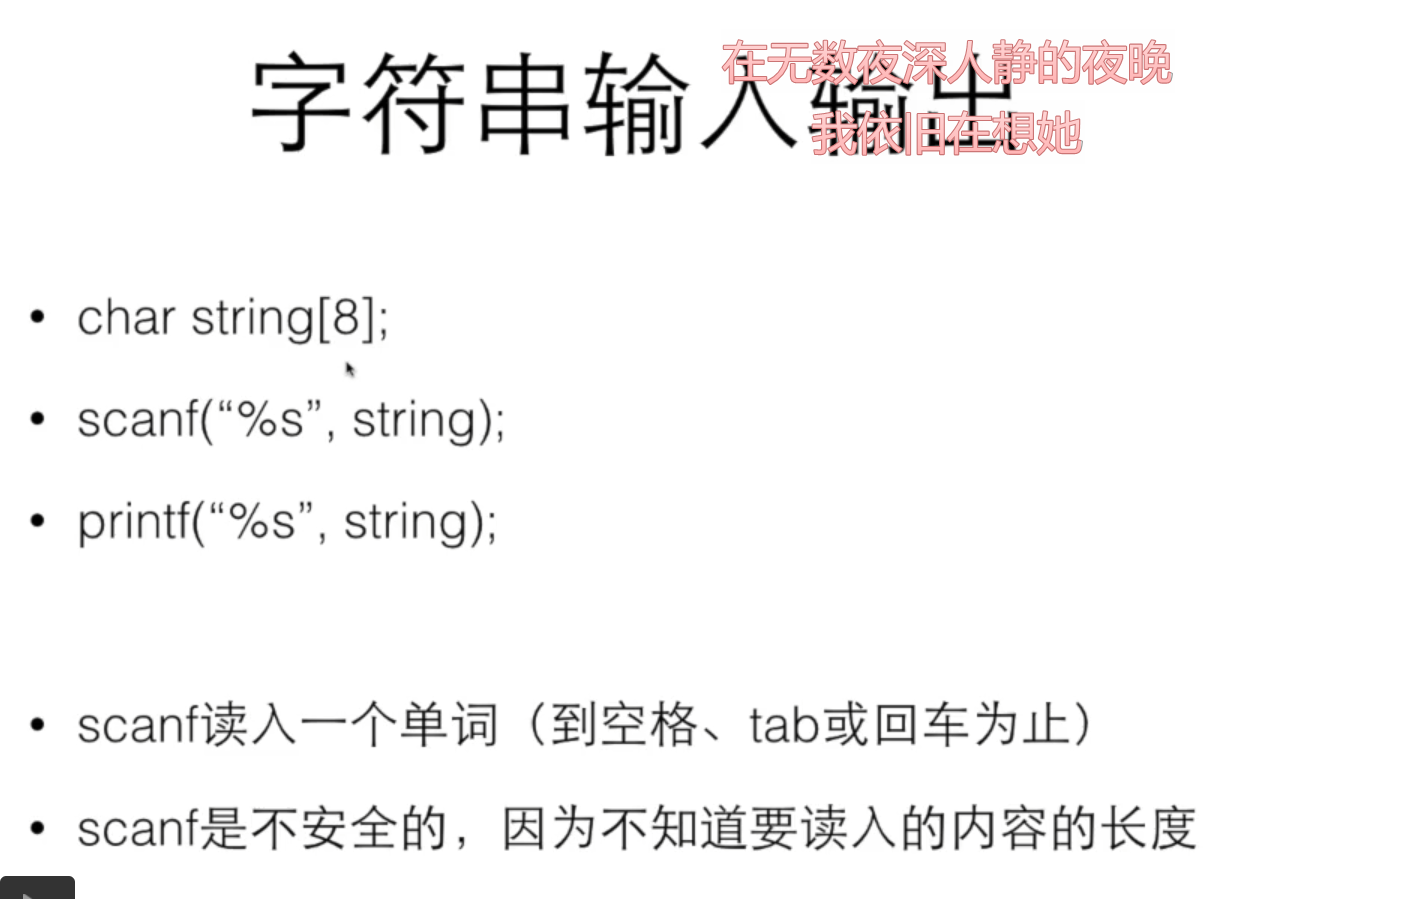 字符串输入输出
在无数夜深人静的夜晚
我依旧在想她
• char string[8];
• scanf(“%s”, string);
• printf(“%s”, string);
• scanf读入一个单词（到空格、tab或回车为止）
• scanf是不安全的，因为不知道要读入的内容的长度